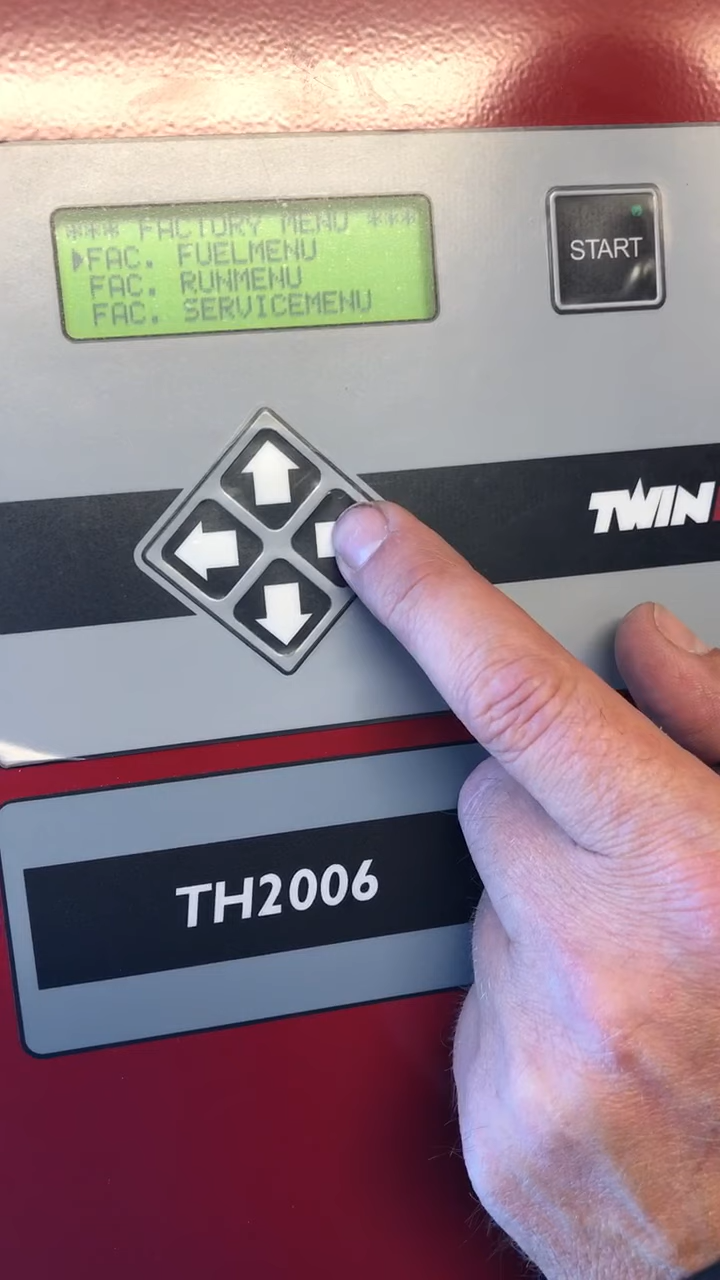 *** FACTORY MENU ***
FAC. FUELMENU
FAC. RUNMENU
FAC. SERVICEMENU
START
TWIN
TH2006